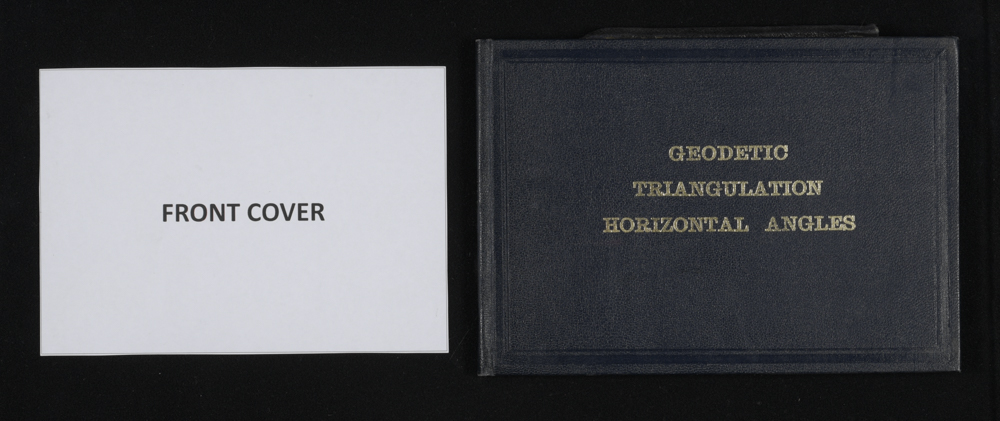 FRONT COVER
GEODETIC
TRIANGULATION
HORIZONTAL ANGLES